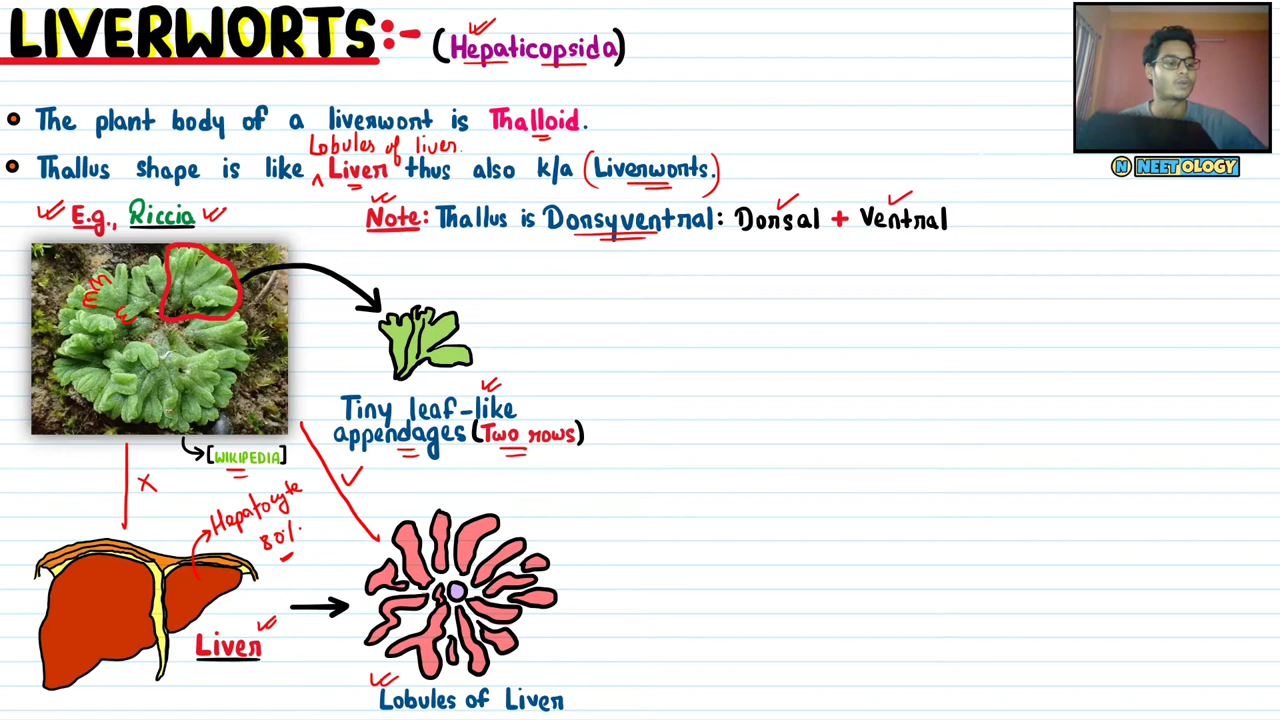 LIVERWORTS:- (Hepaticopsida)
NEETOLOGY
The plant body of a liverwort is Thalloid.
Lobules of liver.
Thallus shape is like Liver thus also k/a (Liverworts.)
E.g., Riccia
Note: Thallus is Dorsyventral: Dorsal + Ventral
Tiny leaf-like
appendages (Two rows)
[WIKIPEDIA]
Hepatocyte
80%.
Liver
Lobules of Liver